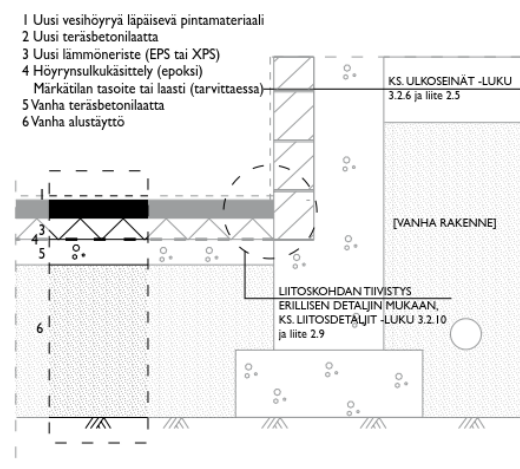 1 Uusi vesihöyryä läpäisevä pintamateriaali
2 Uusi teräsbetonilaatta
3 Uusi lämmöneriste (EPS tai XPS)
4 Höyrynsulkukäsittely (epoksi)
Märkätilan tasoite tai laasti (tarvittaessa)
5 Vanha teräsbetonilaatta
6 Vanha alustäyttö
KS. ULKOSEINÄT -LUKU
3.2.6 ja liite 2.5
[VANHA RAKENNE]
1
3
4
5
6
LIITOSKOHDAN TIIVISTYS
ERILLISEN DETALJIN MUKAAN,
KS. LIITOSDETALJIT -LUKU 3.2.10
ja liite 2.9